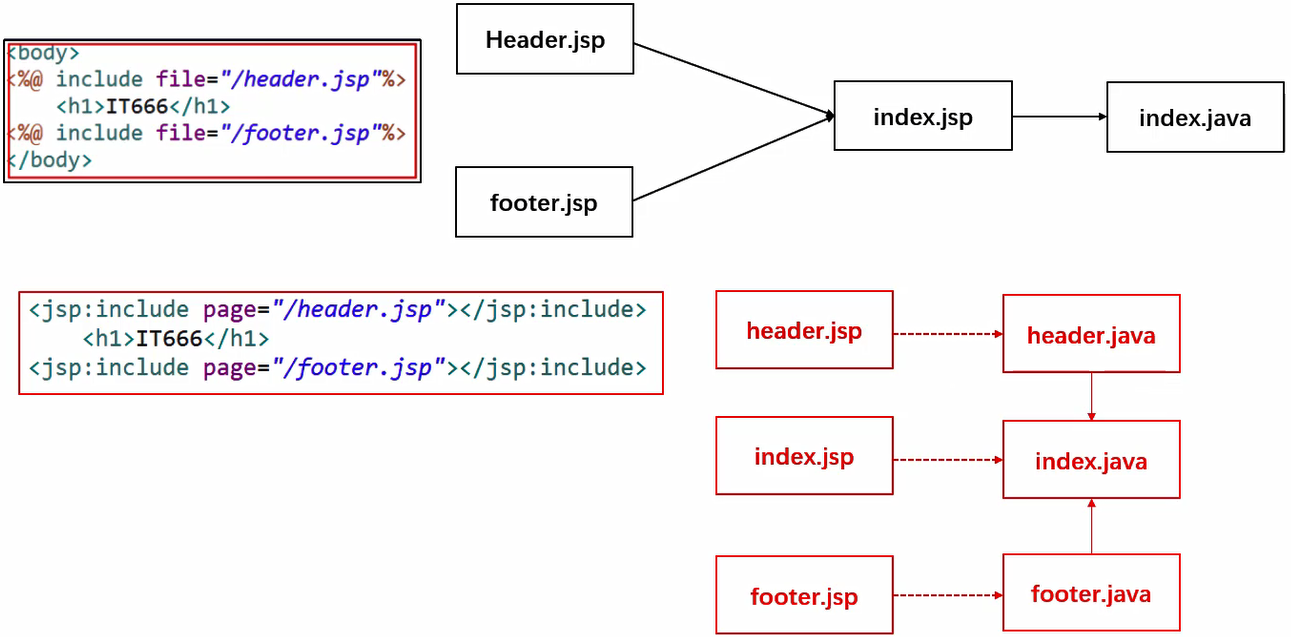 <body>
<%@ include file="/header.jsp"%>
<h1>IT666</h1>
<%@ include file="/footer.jsp"%>
</body>
Header.jsp
footer.jsp
index.jsp
index.java
<jsp:include page="/header.jsp"></jsp:include>
<h1>IT666</h1>
<jsp:include page="/footer.jsp"></jsp:include>
header.jsp
header.java
index.jsp
index.java
footer.jsp
footer.java